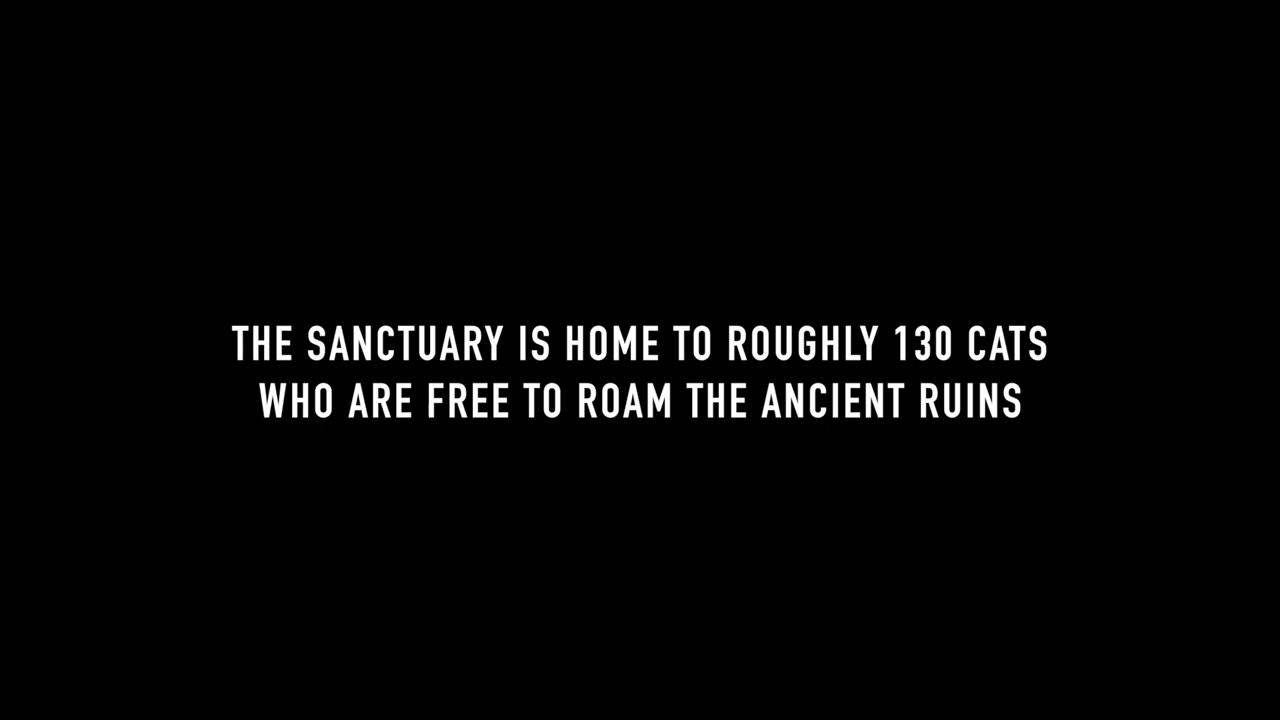 THE SANCTUARY IS HOME TO ROUGHLY 130 CATS
WHO ARE FREE TO ROAM THE ANCIENT RUINS